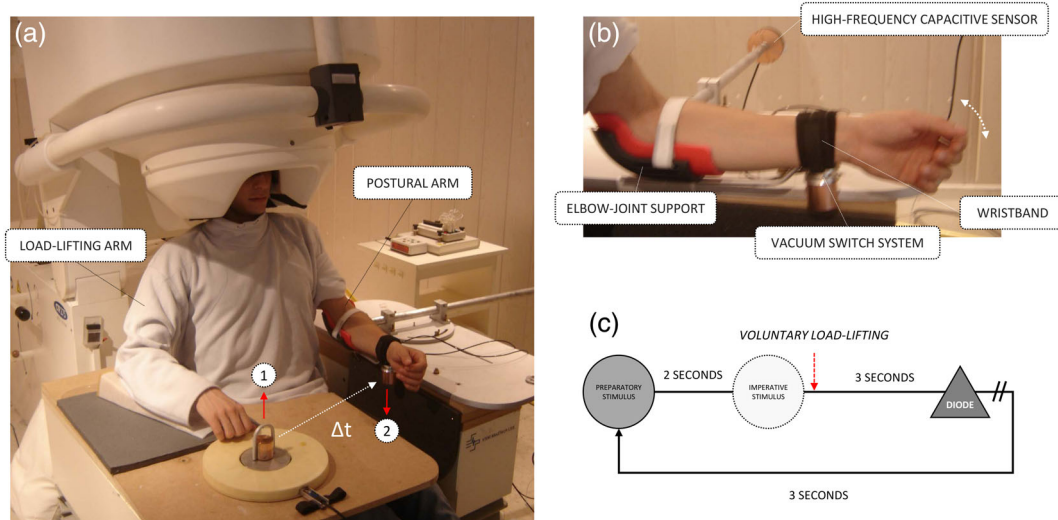 (a)
POSTURAL ARM
LOAD-LIFTING ARM
1
2
Δt
(b)
HIGH-FREQUENCY CAPACITIVE SENSOR
ELBOW-JOINT SUPPORT
WRISTBAND
VACUUM SWITCH SYSTEM
(c)
VOLUNTARY LOAD-LIFTING
PREPARATORY
STIMULUS
2 SECONDS
IMPERATIVE
STIMULUS
3 SECONDS
DIODE
3 SECONDS